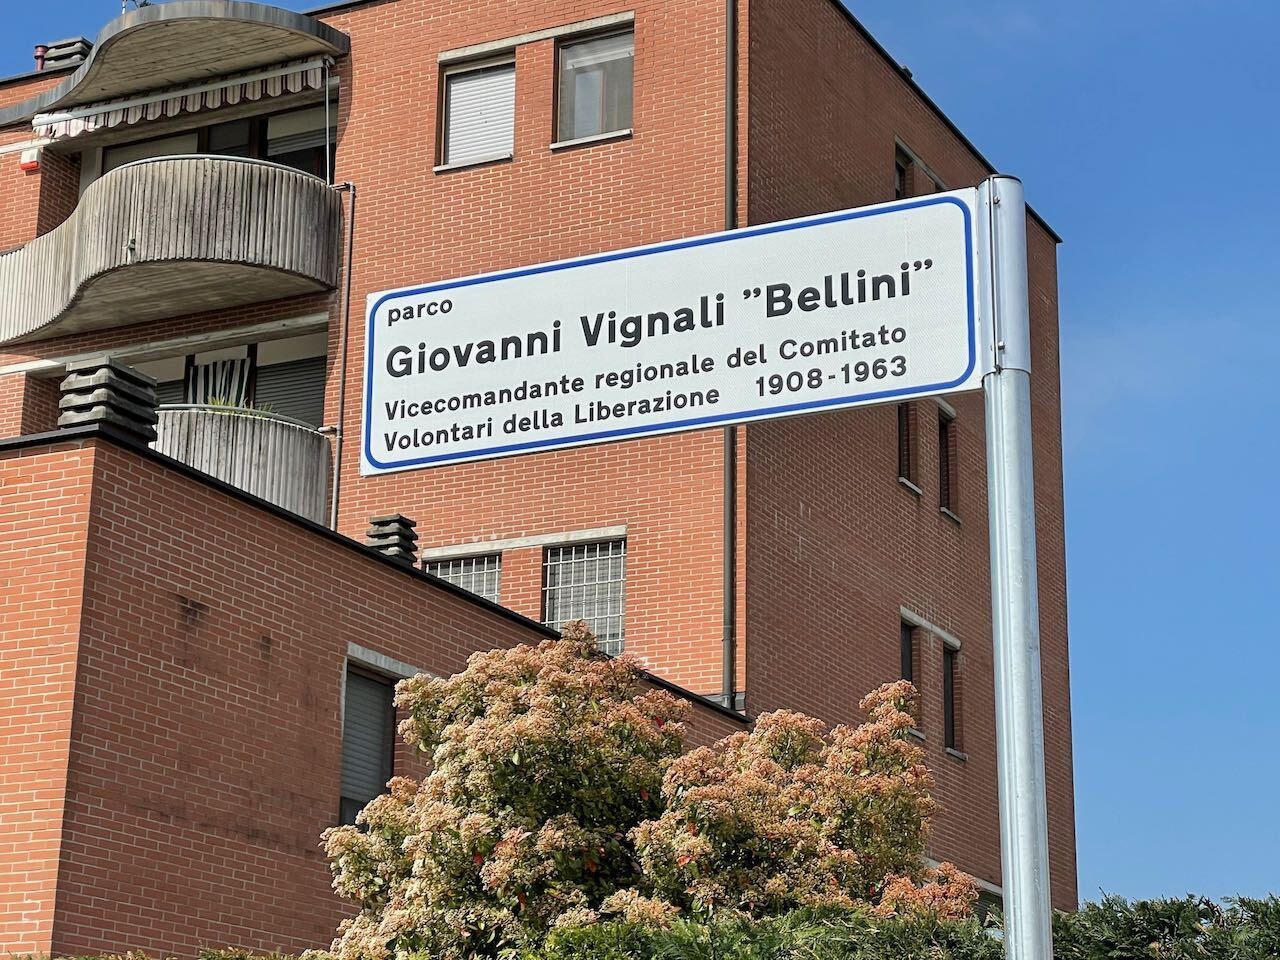 parco
Giovanni Vignali ”Bellini”
Vicecomandante regionale del Comitato
Volontari della Liberazione 1908-1963